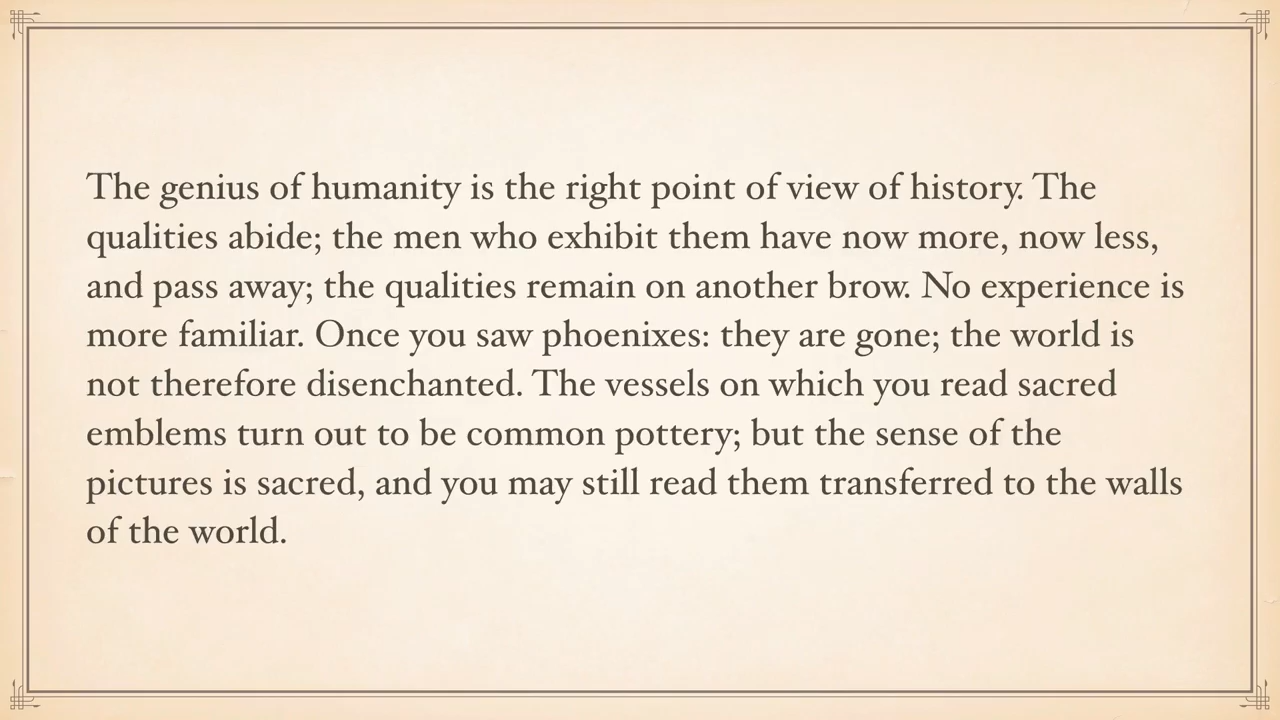 The genius of humanity is the right point of view of history. The
qualities abide; the men who exhibit them have now more, now less,
and pass away; the qualities remain on another brow. No experience is
more familiar. Once you saw phoenixes: they are gone; the world is
not therefore disenchanted. The vessels on which you read sacred
emblems turn out to be common pottery; but the sense of the
pictures is sacred, and you may still read them transferred to the walls
of the world.